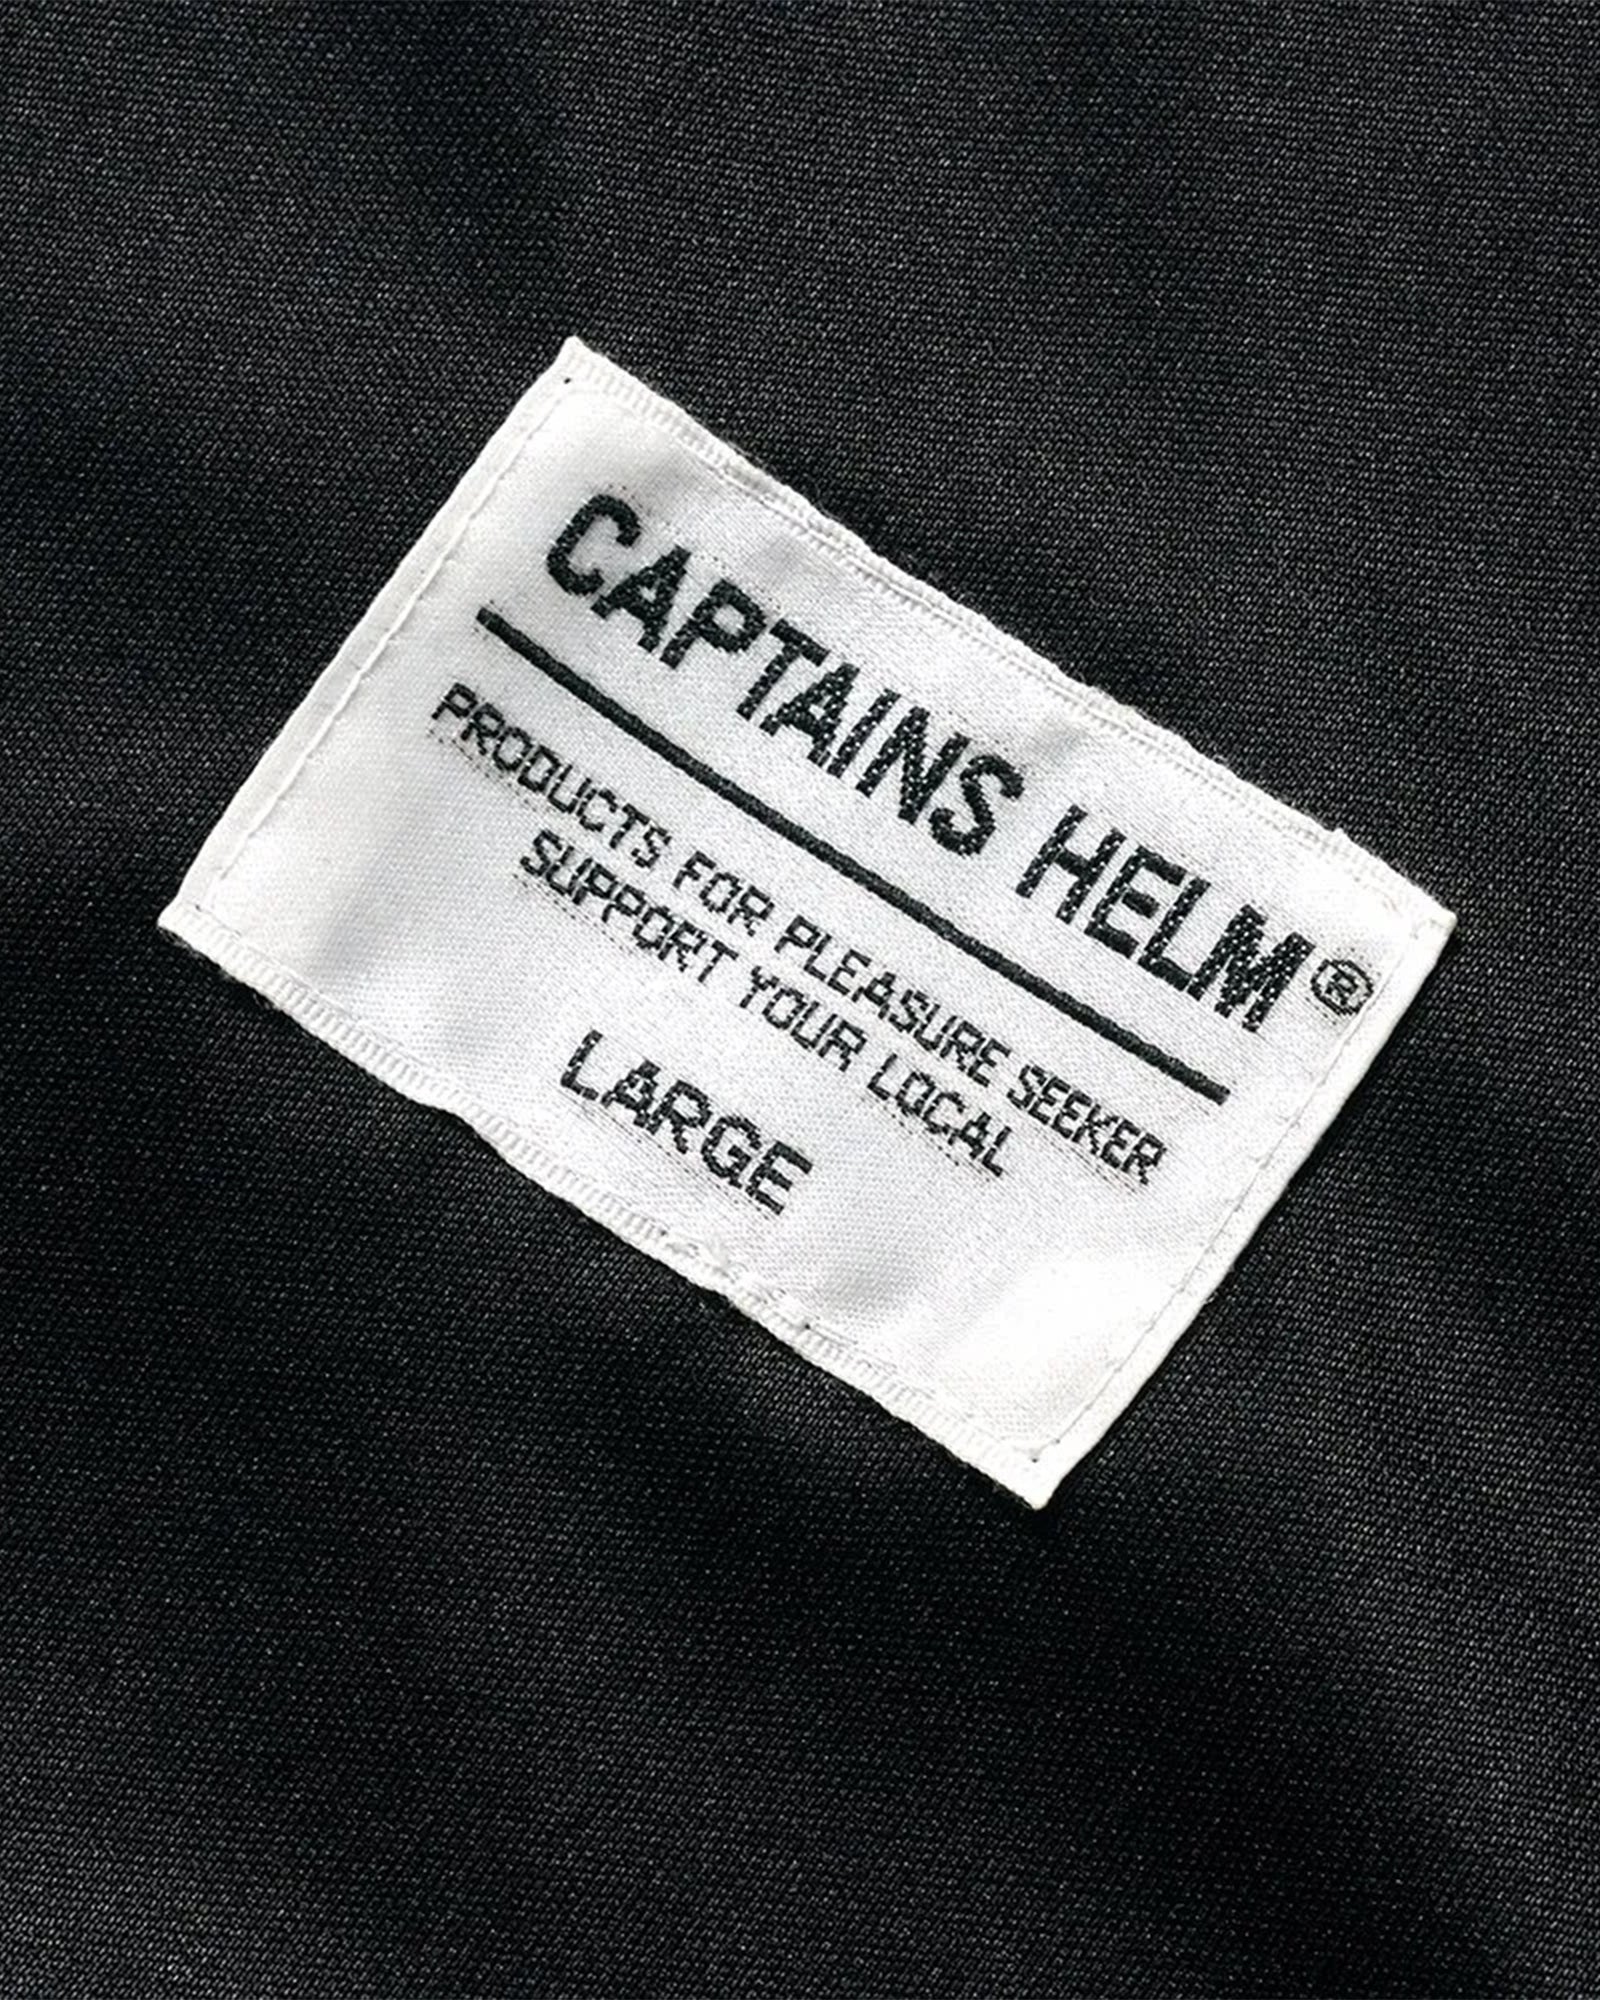 CAPTAINS HELM®
PRODUCTS FOR PLEASURE SEEKER
SUPPORT YOUR LOCAL
LARGE